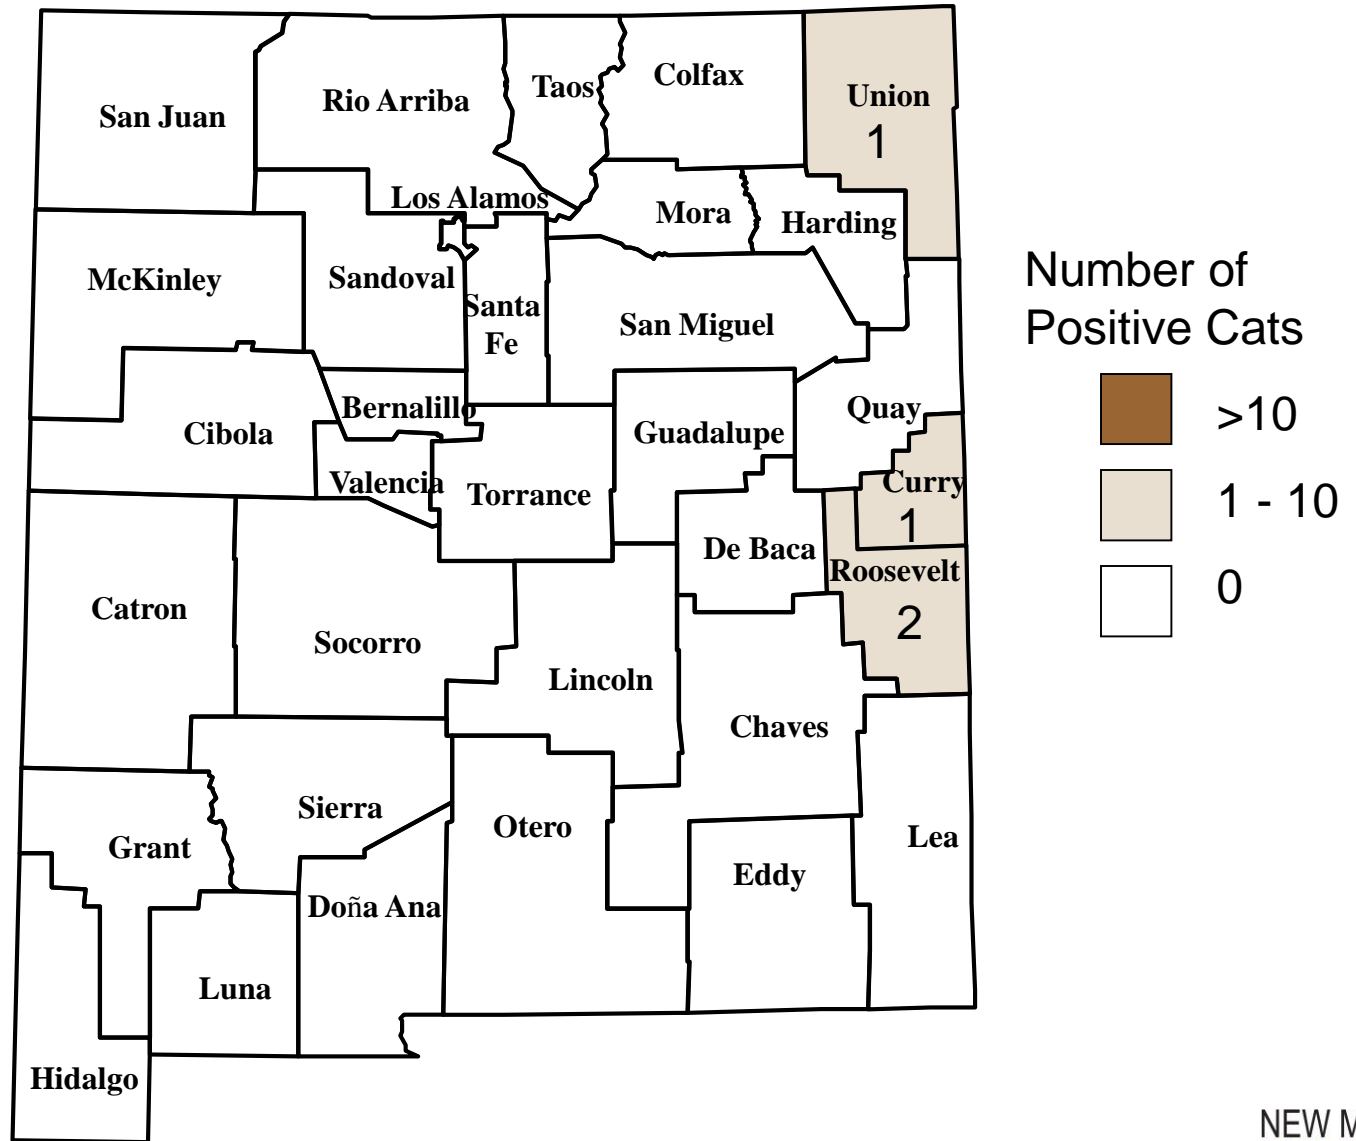 Colfax
Taos
Union
Rio Arriba
San Juan
1
Los Alamos
Mora
Harding
McKinley
Sandoval
Santa
Fe
San Miguel
Number of
Positive Cats
>10
1 - 10
0
Bernalillo
Quay
Cibola
Guadalupe
Valencia
Torrance
Curry
1
De Baca
Roosevelt
2
Catron
Socorro
Lincoln
Chaves
Sierra
Otero
Lea
Grant
Eddy
Doña Ana
Luna
Hidalgo
NEW M